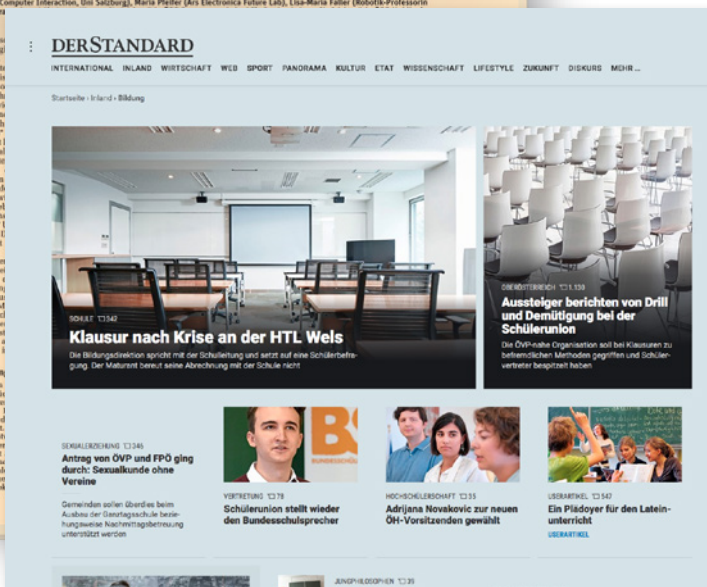 Computer Interaction, Uni Salzburg), Maria Pfeifer (Ars Electronica Future Lab), Lisa-Maria Faller (Robotik-Professorin
DERSTANDARD
INTERNATIONAL INLAND WIRTSCHAFT WEB SPORT PANORAMA KULTUR ETAT WISSENSCHAFT LIFESTYLE ZUKUNFT DISKURS MEHR ...
Startseite › Inland › Bildung
SCHULE 342
Klausur nach Krise an der HTL Wels
Die Bildungsdirektion spricht mit der Schulleitung und setzt auf eine Schülerbefra-
gung. Der Maturant bereut seine Abrechnung mit der Schule nicht
OBERÖSTERREICH 1.130
Aussteiger berichten von Drill
und Demütigung bei der
Schülerunion
Die ÖVP-nahe Organisation soll bei Klausuren zu
befremdlichen Methoden gegriffen und Schüler-
vertreter bespitzelt haben
SEXUALERZIEHUNG 346
Antrag von ÖVP und FPÖ ging
durch: Sexualkunde ohne
Vereine
Gemeinden sollen überdies beim
Ausbau der Ganztagsschule bezie-
hungsweise Nachmittagsbetreuung
unterstützt werden
BS
BUNDESSCHÜL
VERTRETUNG 78
Schülerunion stellt wieder
den Bundesschulsprecher
HOCHSCHÜLERSCHAFT 35
Adrijana Novakovic zur neuen
ÖH-Vorsitzenden gewählt
USERARTIKEL 547
Ein Plädoyer für den Latein-
unterricht
USERARTIKEL
JUNGPHILOSOPHEN 39